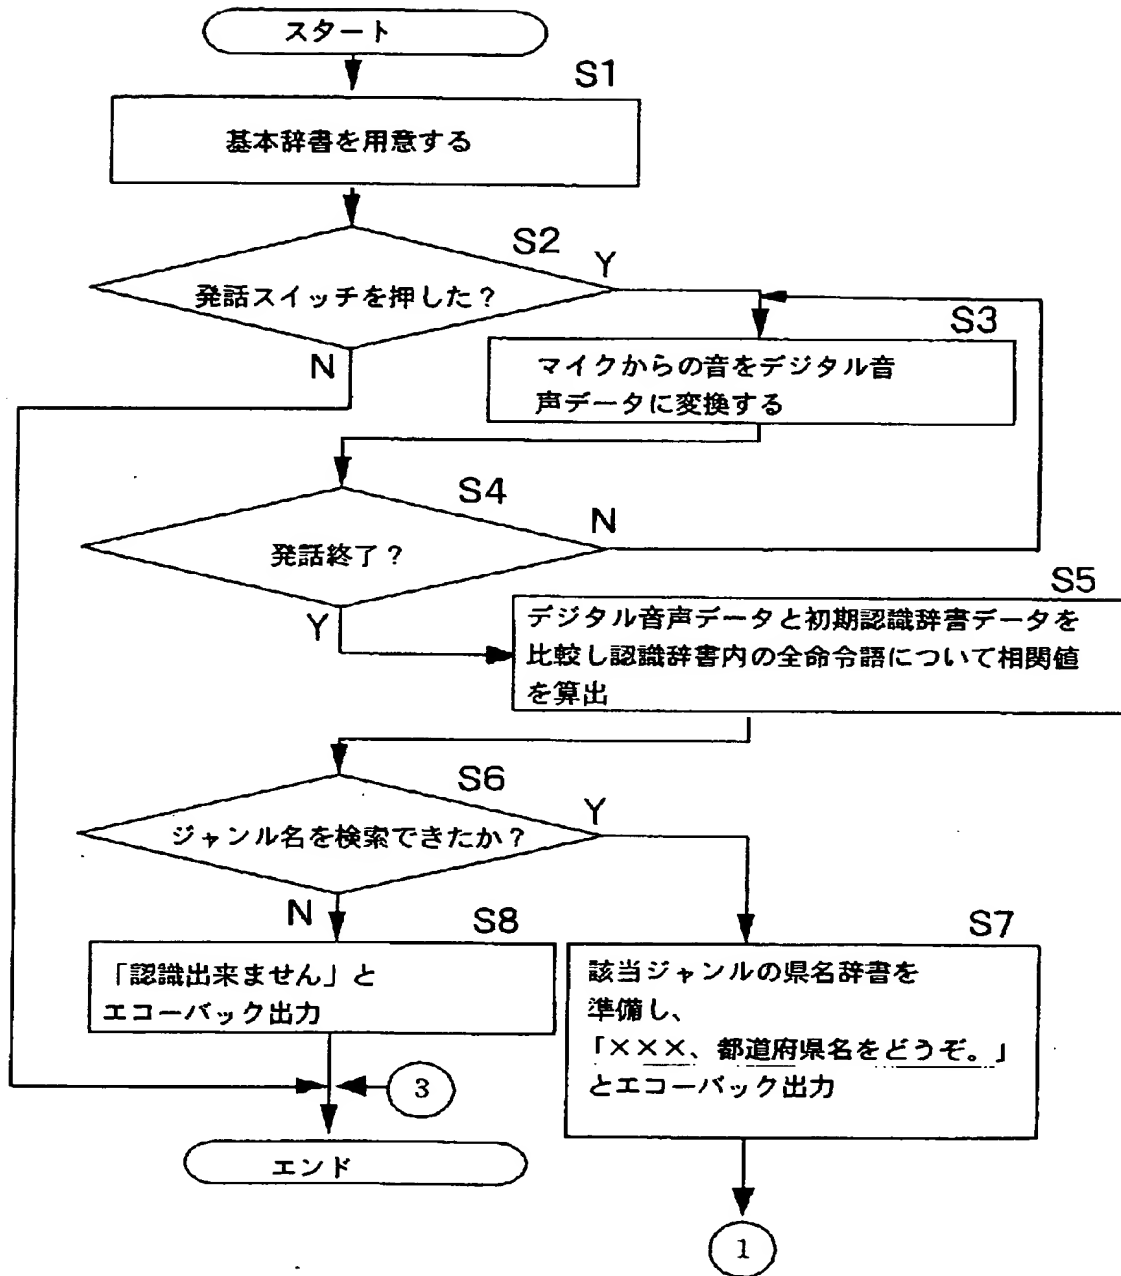 スタート
S1
基本辞書を用意する
S2
Y
発話スイッチを押した？
N
S3
マイクからの音をデジタル音
声データに変換する
S4
N
発話終了？
Y
S5
デジタル音声データと初期認識辞書データを
比較し認識辞書内の全命令語について相関値
を算出
S6
Y
ジャンル名を検索できたか？
N
S8
「認識出来ません」と
エコーバック出力
S7
該当ジャンルの県名辞書を
準備し、
「×××、都道府県名をどうぞ。」
とエコーバック出力
3
エンド
1